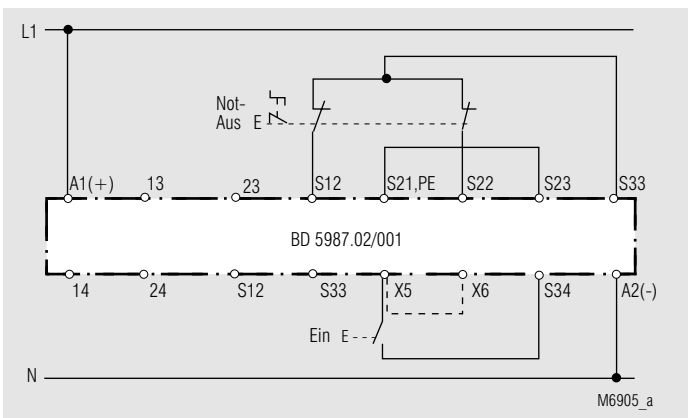 L1
Not-
Aus E
A1(+) 13 23 S12 S21,PE S22 S23 S33
BD 5987.02/001
14 24 S12 S33 X5 X6 S34 A2(-)
Ein E
N
M6905_a